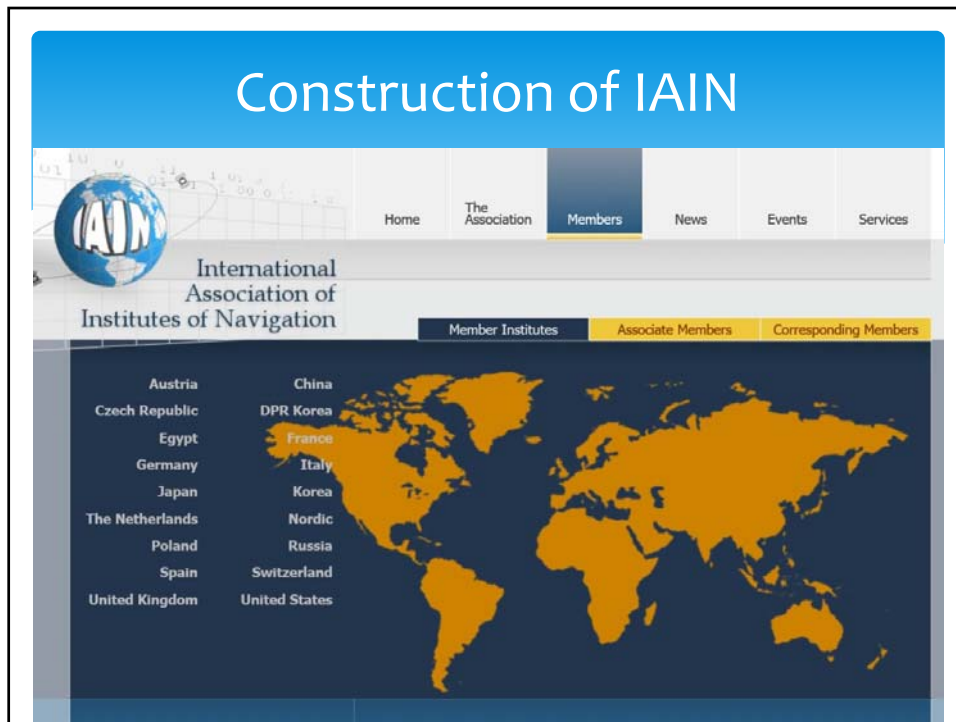 Construction of IAIN
IAIN
Home
The
Association
Members
News
Events
Services
International
Association of
Institutes of Navigation
Member Institutes
Associate Members
Corresponding Members
Austria
China
Czech Republic
DPR Korea
Egypt
France
Germany
Italy
Japan
Korea
The Netherlands
Nordic
Poland
Russia
Spain
Switzerland
United Kingdom
United States